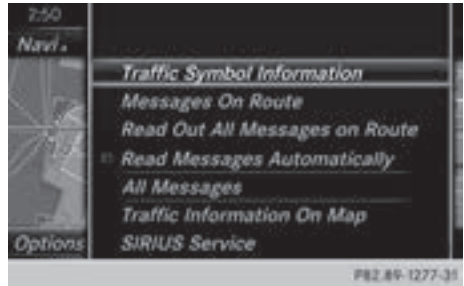 2:50
Navi
Traffic Symbol Information
Messages On Route
Read Out All Messages on Route
Read Messages Automatically
All Messages
Traffic Information On Map
Options
SIRIUS Service
P82.89-1277-31